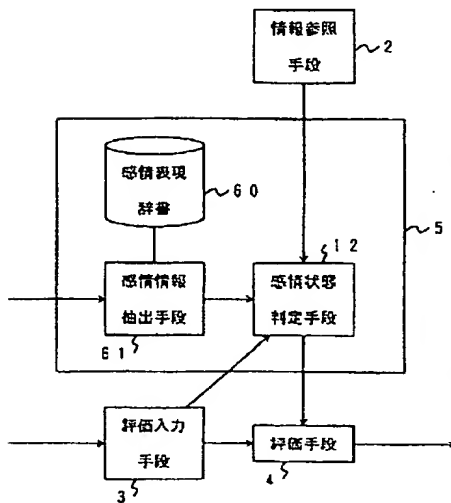 情報参照
手段
2
感情表現
辞書
60
5
12
感情情報
抽出手段
61
感情状態
判定手段
評価入力
手段
3
評価手段
4